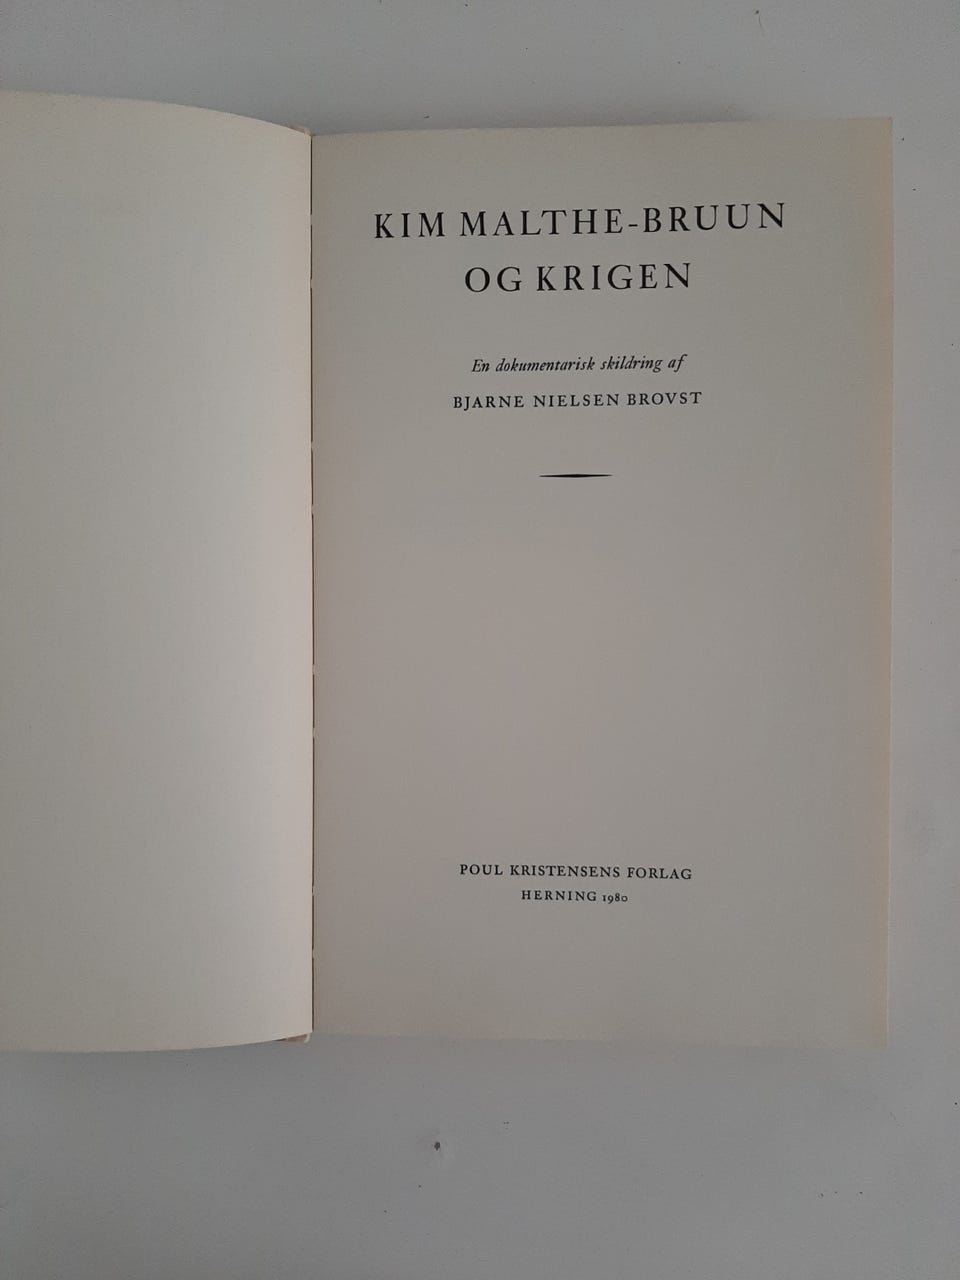 KIM MALTHE-BRUUN
OG KRIGEN
En dokumentarisk skildring af
BJARNE NIELSEN BROVST
POUL KRISTENSENS FORLAG
HERNING 1980